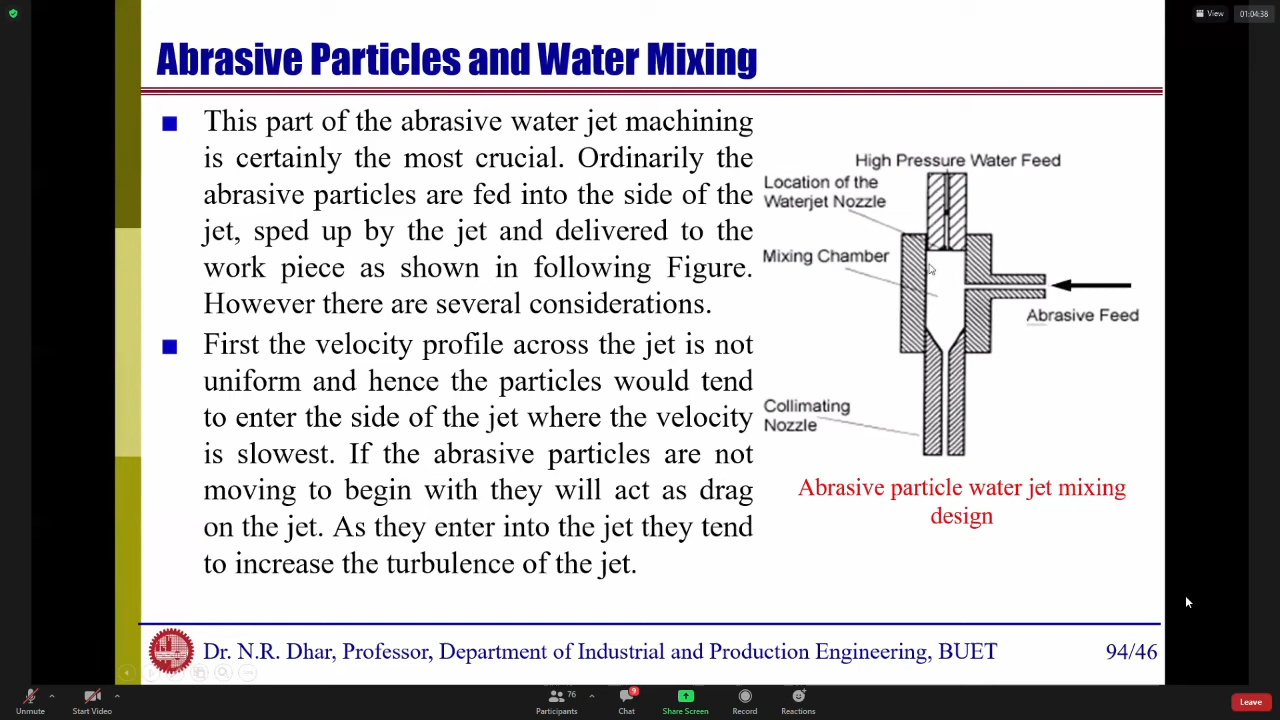 View
01:04:38
Abrasive Particles and Water Mixing
This part of the abrasive water jet machining
is certainly the most crucial. Ordinarily the
abrasive particles are fed into the side of the
jet, sped up by the jet and delivered to the
work piece as shown in following Figure.
However there are several considerations.
First the velocity profile across the jet is not
uniform and hence the particles would tend
to enter the side of the jet where the velocity
is slowest. If the abrasive particles are not
moving to begin with they will act as drag
on the jet. As they enter into the jet they tend
to increase the turbulence of the jet.
High Pressure Water Feed
Location of the
Waterjet Nozzle
Mixing Chamber
Abrasive Feed
Collimating
Nozzle
Abrasive particle water jet mixing
design
Dr. N.R. Dhar, Professor, Department of Industrial and Production Engineering, BUET
94/46
Unmute
Start Video
Participants
76
Chat
9
Share Screen
Record
Reactions
Leave